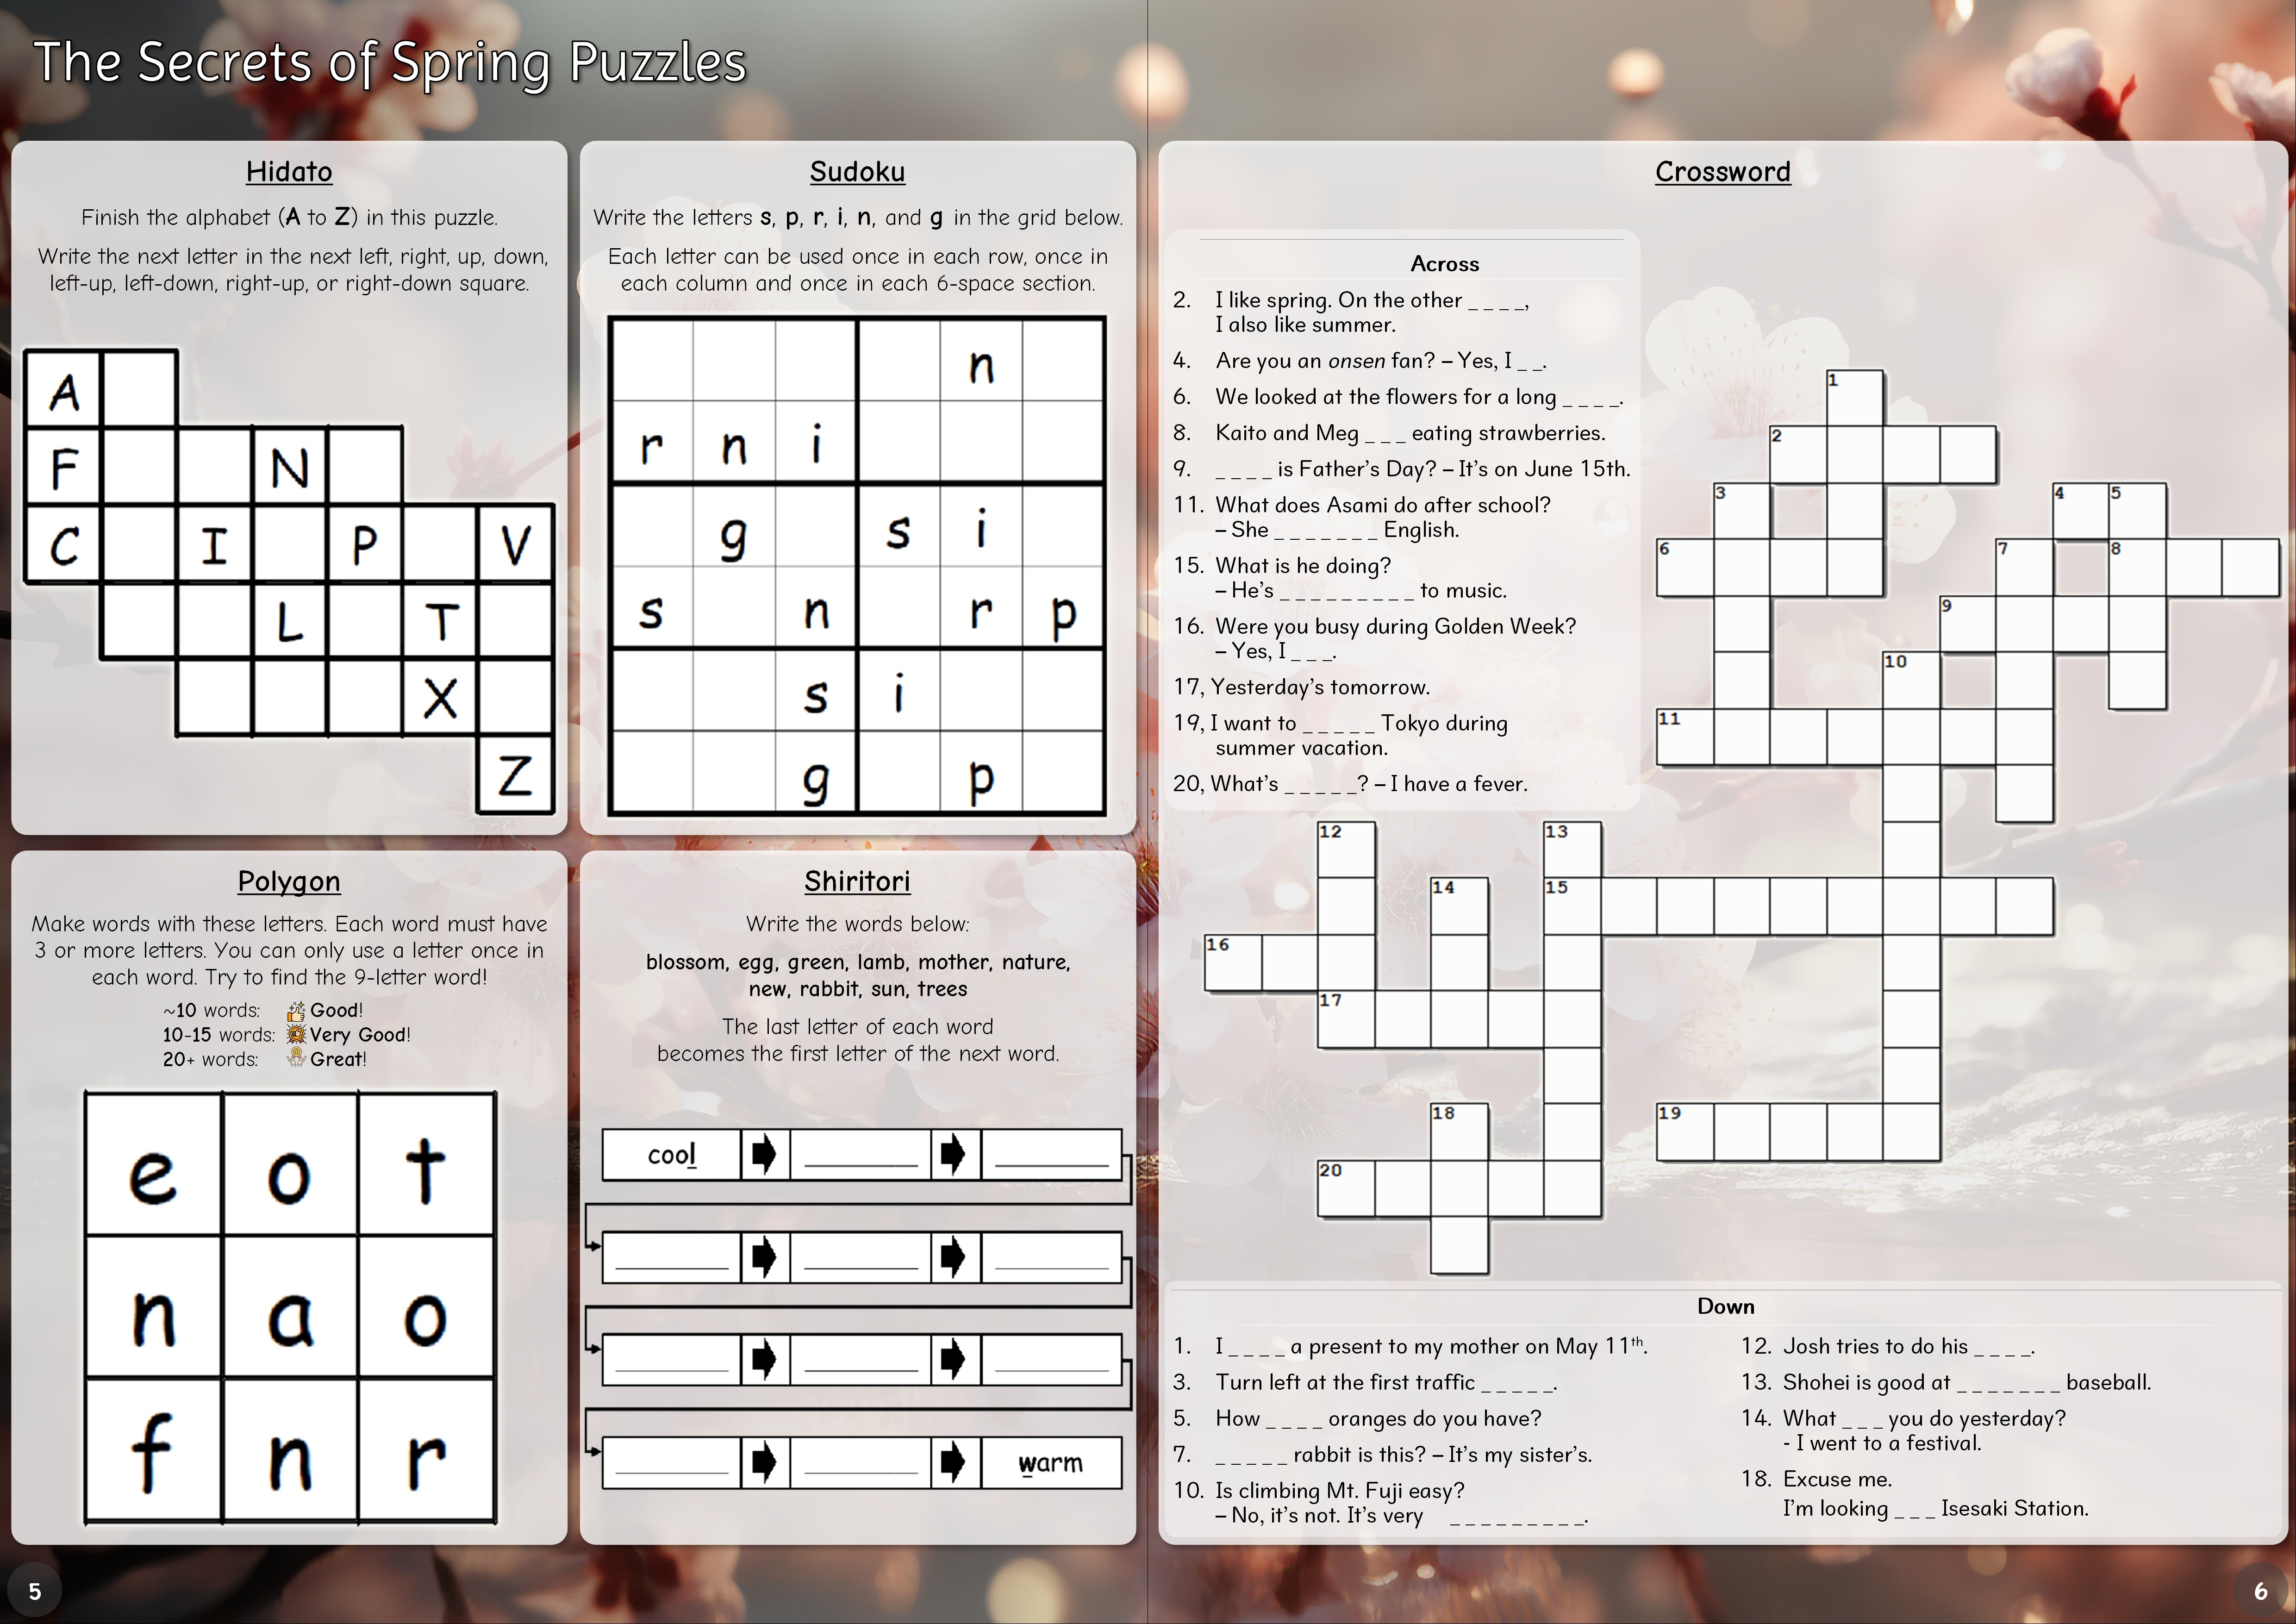 The Secrets of Spring Puzzles
Hidato
Finish the alphabet (A to Z) in this puzzle.
Write the next letter in the next left, right, up, down,
left-up, left-down, right-up, or right-down square.
A
F N
C I P V
L T
X
Z
Sudoku
Write the letters s, p, r, i, n, and g in the grid below.
Each letter can be used once in each row, once in
each column and once in each 6-space section.
n
r n i
g s i
s n r p
s i
g p
Polygon
Make words with these letters. Each word must have
3 or more letters. You can only use a letter once in
each word. Try to find the 9-letter word!
~10 words: Good!
10-15 words: Very Good!
20+ words: Great!
e o t
n a o
f n r
Shiritori
Write the words below:
blossom, egg, green, lamb, mother, nature,
new, rabbit, sun, trees
The last letter of each word
becomes the first letter of the next word.
cool
warm
5
Crossword
Across
2. I like spring. On the other _ _ _ _,
I also like summer.
4. Are you an onsen fan? – Yes, I _ _.
6. We looked at the flowers for a long _ _ _ _.
8. Kaito and Meg _ _ _ eating strawberries.
9. _ _ _ _ is Father's Day? – It's on June 15th.
11. What does Asami do after school?
– She _ _ _ _ _ _ _ English.
15. What is he doing?
– He's _ _ _ _ _ _ _ _ _ to music.
16. Were you busy during Golden Week?
– Yes, I _ _ _.
17, Yesterday's tomorrow.
19, I want to _ _ _ _ _ Tokyo during
summer vacation.
20, What's _ _ _ _ _? – I have a fever.
1
2
3 4 5
6 7 8
9
10
11
12 13
14 15
16
17
18 19
20
Down
1. I _ _ _ _ a present to my mother on May 11th.
3. Turn left at the first traffic _ _ _ _ _.
5. How _ _ _ _ oranges do you have?
7. _ _ _ _ _ rabbit is this? – It's my sister's.
10. Is climbing Mt. Fuji easy?
– No, it's not. It's very _ _ _ _ _ _ _ _ _.
12. Josh tries to do his _ _ _ _.
13. Shohei is good at _ _ _ _ _ _ _ baseball.
14. What _ _ _ you do yesterday?
- I went to a festival.
18. Excuse me.
I'm looking _ _ _ Isesaki Station.
6